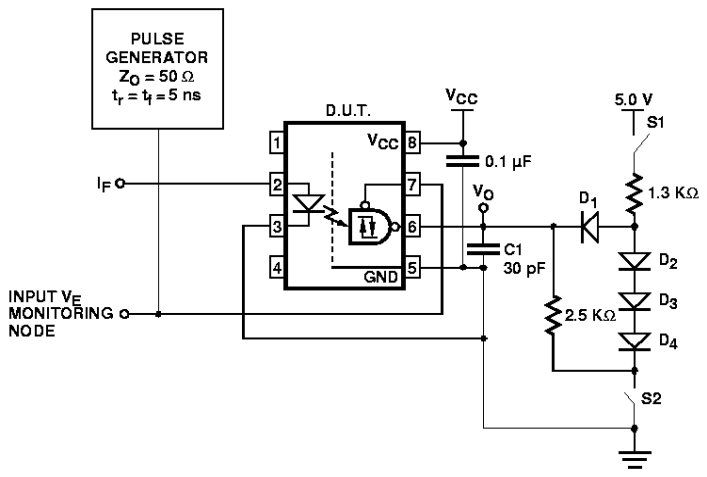 PULSE
GENERATOR
ZO = 50 Ω
tr = tf = 5 ns
D.U.T.
VCC
5.0 V
S1
1
VCC 8
0.1 µF
IF
2
7
VO
D1
1.3 KΩ
3
6
C1
30 pF
D2
4
GND 5
INPUT VE
MONITORING
NODE
2.5 KΩ
D3
D4
S2